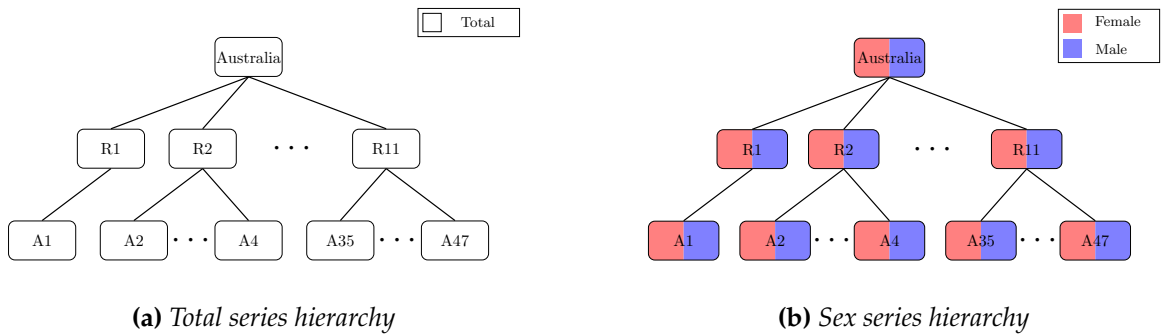 Total
Australia
R1 R2 · · · R11
A1 A2 · · · A4 A35 · · · A47
(a) Total series hierarchy
Female
Male
Australia
R1 R2 · · · R11
A1 A2 · · · A4 A35 · · · A47
(b) Sex series hierarchy